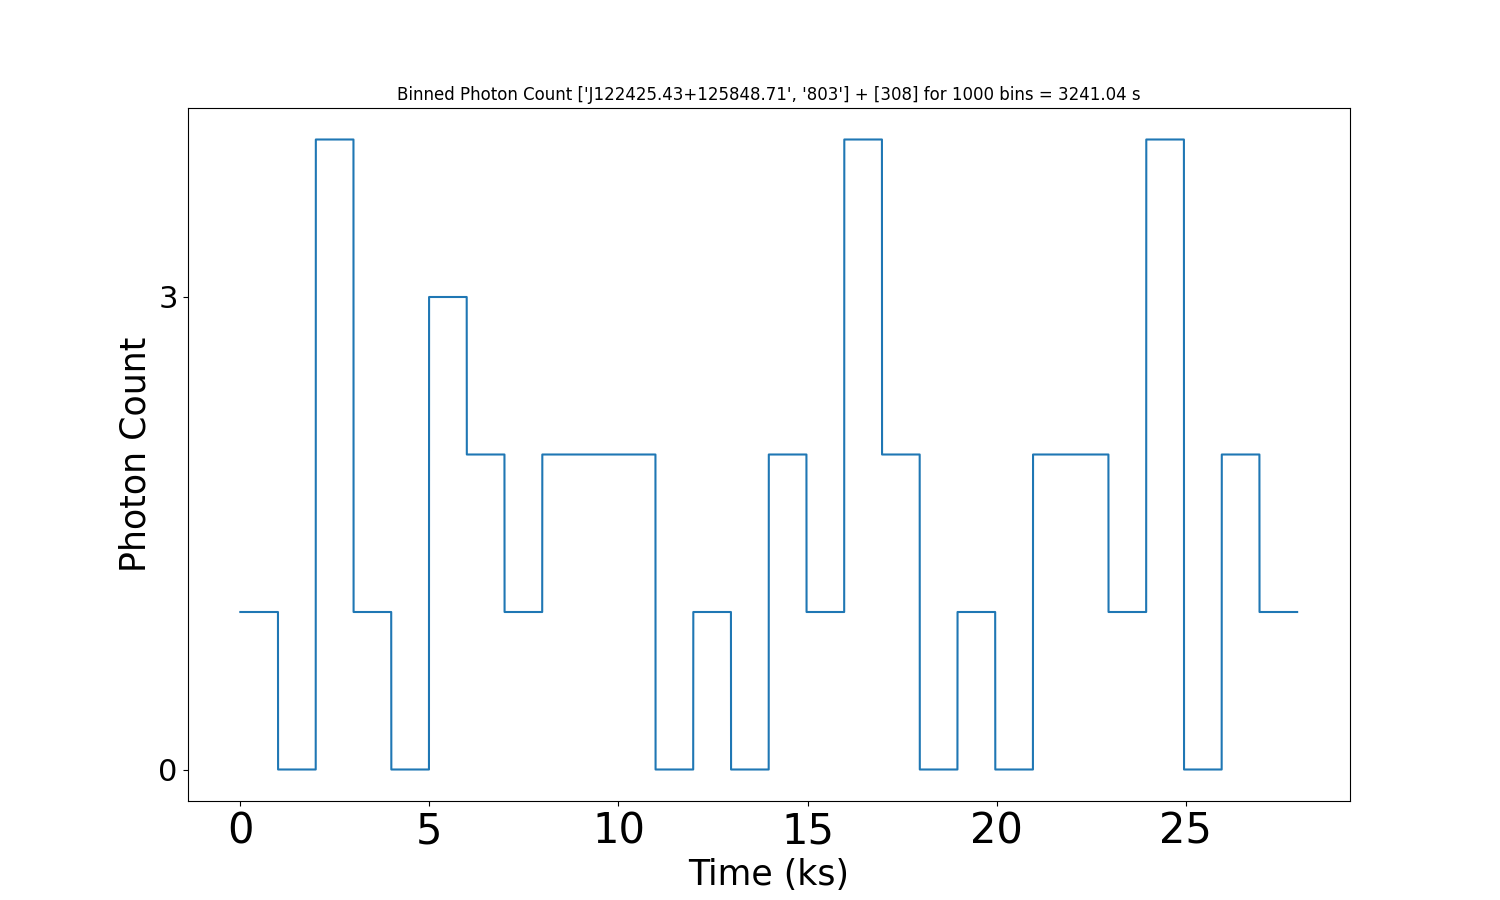 Binned Photon Count ['J122425.43+125848.71', '803'] + [308] for 1000 bins = 3241.04 s
3
0
Photon Count
0 5 10 15 20 25
Time (ks)